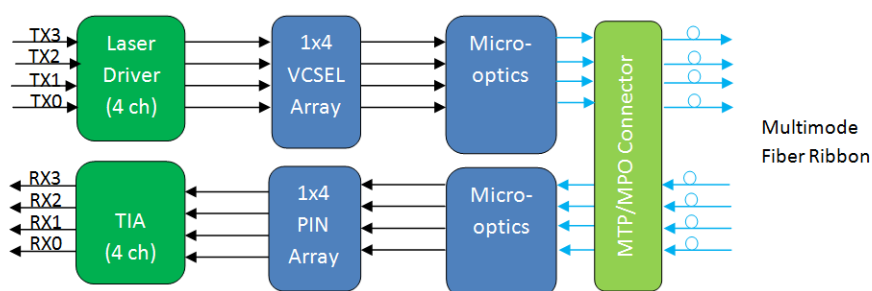 TX3
TX2
TX1
TX0
Laser
Driver
(4 ch)
1x4
VCSEL
Array
Micro-
optics
MTP/MPO Connector
Multimode
Fiber Ribbon
RX3
RX2
RX1
RX0
TIA
(4 ch)
1x4
PIN
Array
Micro-
optics